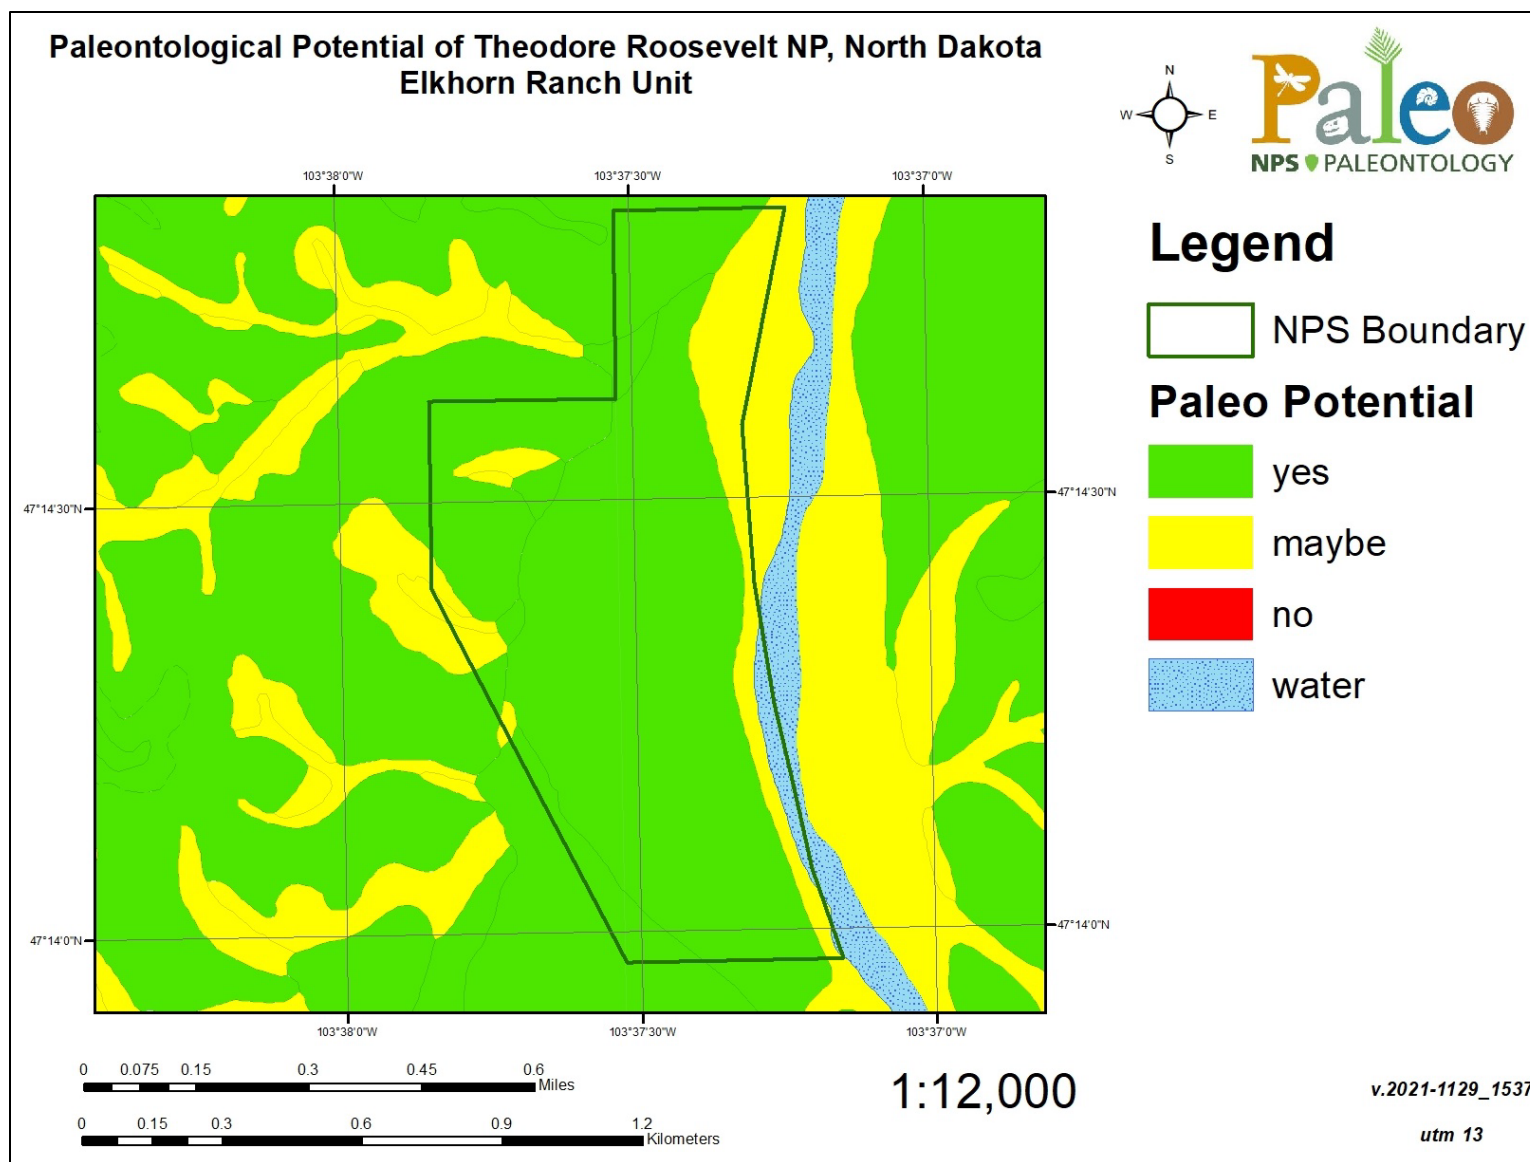 Paleontological Potential of Theodore Roosevelt NP, North Dakota
Elkhorn Ranch Unit
N
W E
S
Paleo
NPS PALEONTOLOGY
103°38'0"W 103°37'30"W 103°37'0"W
Legend
NPS Boundary
Paleo Potential
yes
maybe
no
water
47°14'30"N 47°14'30"N
47°14'0"N 47°14'0"N
103°38'0"W 103°37'30"W 103°37'0"W
0 0.075 0.15 0.3 0.45 0.6
Miles
0 0.15 0.3 0.6 0.9 1.2
Kilometers
1:12,000
v.2021-1129_1537
utm 13